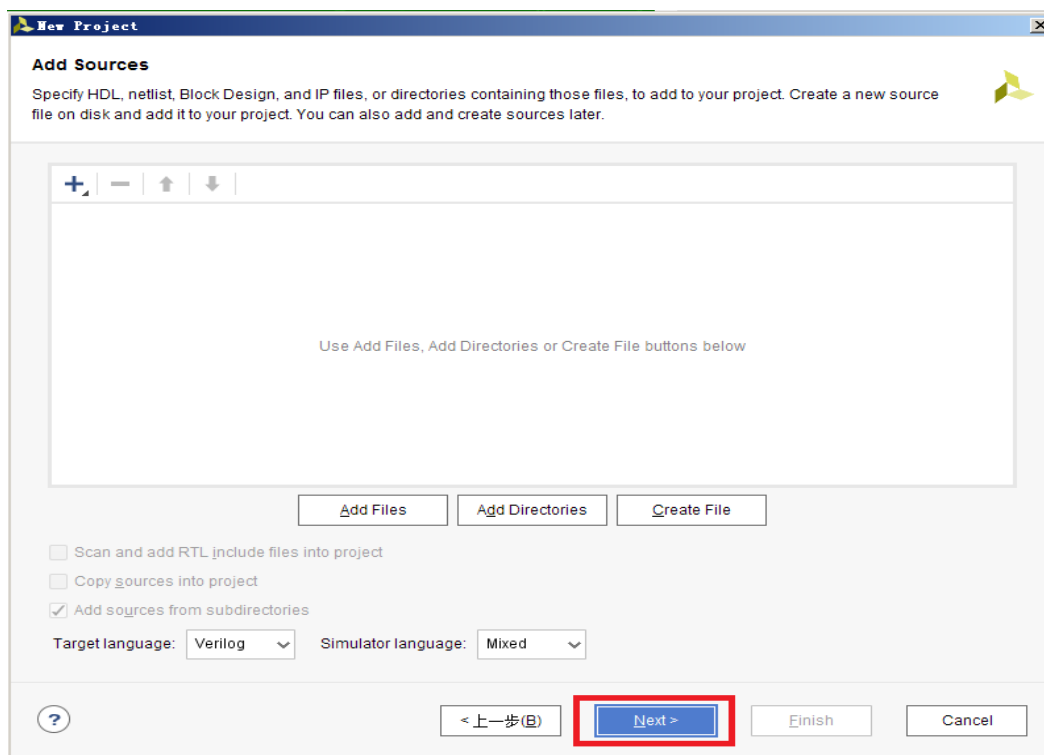 New Project
Add Sources
Specify HDL, netlist, Block Design, and IP files, or directories containing those files, to add to your project. Create a new source
file on disk and add it to your project. You can also add and create sources later.
Use Add Files, Add Directories or Create File buttons below
Add Files
Add Directories
Create File
Scan and add RTL include files into project
Copy sources into project
Add sources from subdirectories
Target language: Verilog Simulator language: Mixed
? <上一步(B) Next > Finish Cancel